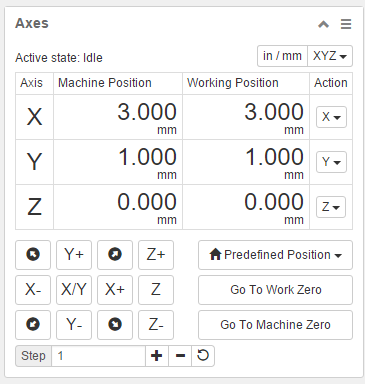 Axes
Active state: Idle in / mm XYZ
Axis Machine Position Working Position Action
X 3.000 mm 3.000 mm X
Y 1.000 mm 1.000 mm Y
Z 0.000 mm 0.000 mm Z
Y+ Z+ Predefined Position
X- X/Y X+ Z Go To Work Zero
Y- Z- Go To Machine Zero
Step 1